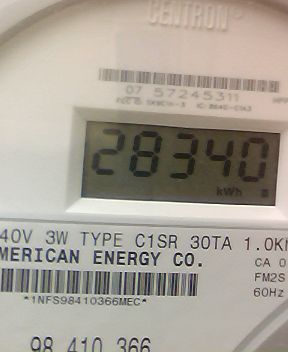 CENTRON®
07 57245311
28340
kWh
40V 3W TYPE C1SR 30TA 1.0K
MERICAN ENERGY CO.
CA 0
FM2S
60Hz
*1NFS98410366MEC*
98 410 366